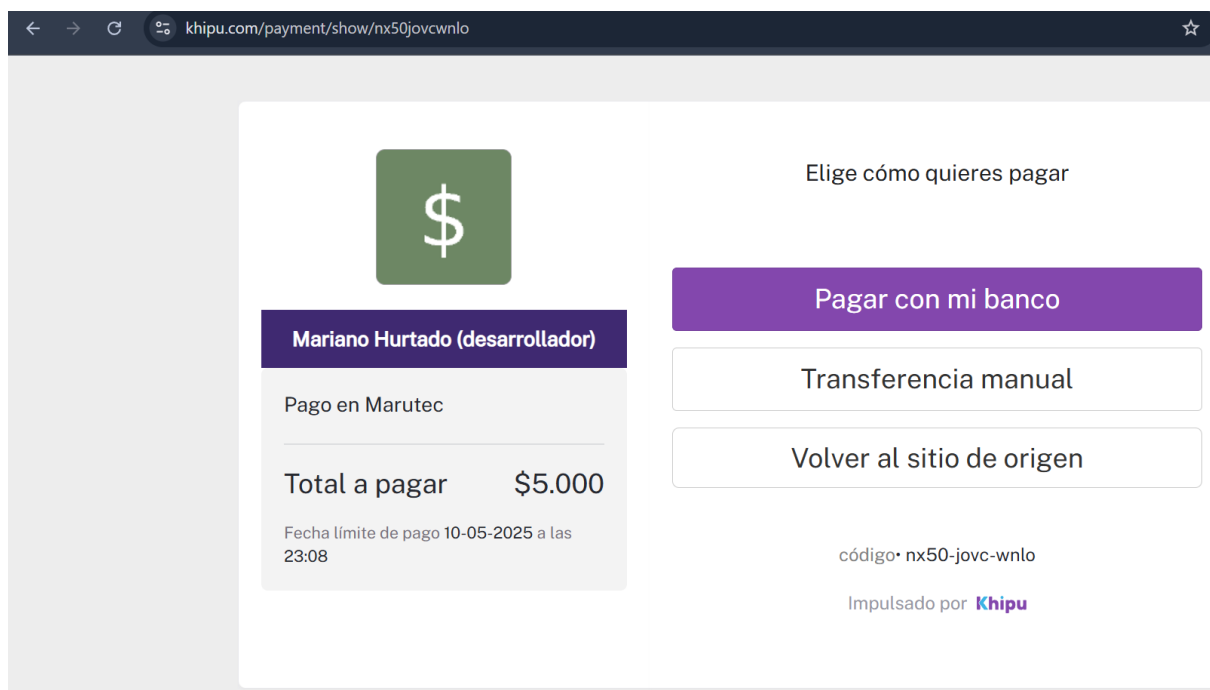 khipu.com/payment/show/nx50jovcwnlo
$
Mariano Hurtado (desarrollador)
Pago en Marutec
Total a pagar $5.000
Fecha límite de pago 10-05-2025 a las
23:08
Elige cómo quieres pagar
Pagar con mi banco
Transferencia manual
Volver al sitio de origen
código• nx50-jovc-wnlo
Impulsado por Khipu